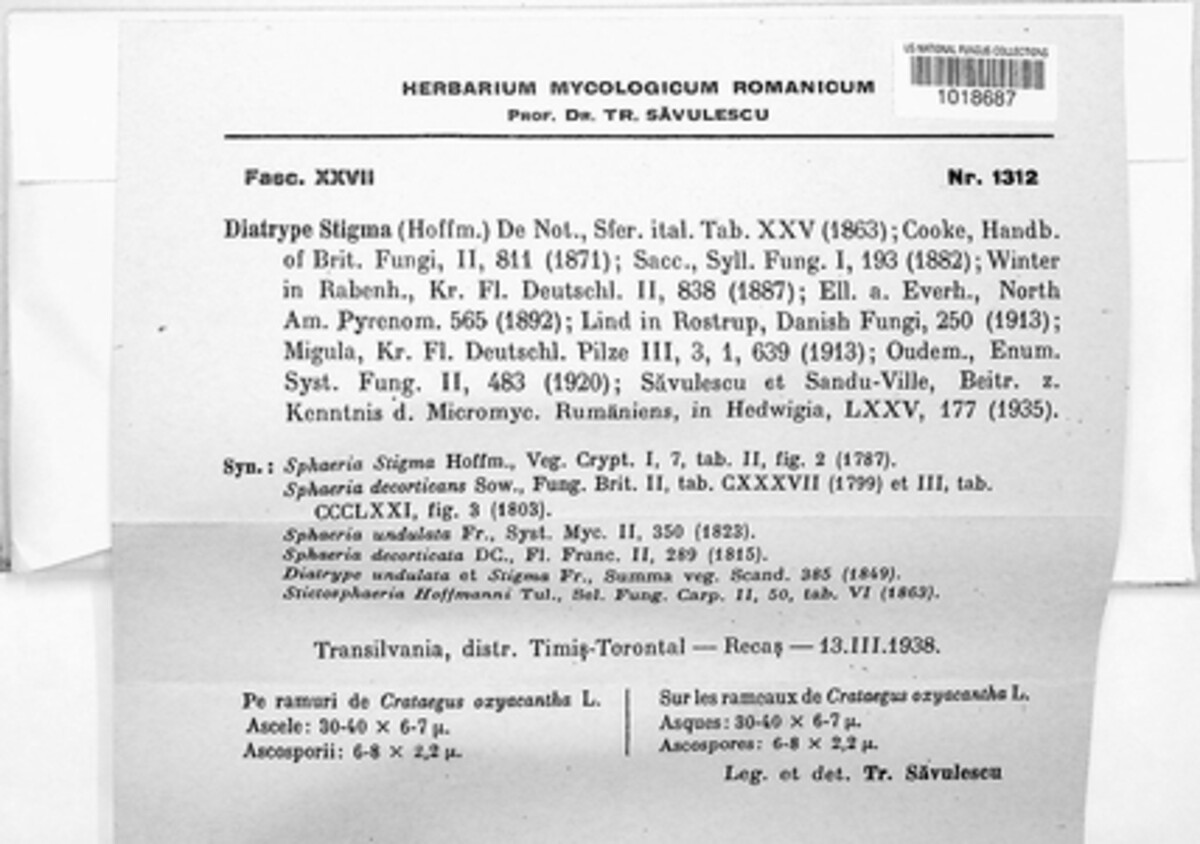 US NATIONAL FUNGUS COLLECTIONS
1018687
HERBARIUM MYCOLOGICUM ROMANICUM
PROF. DR. TR. SĂVULESCU
Fasc. XXVII Nr. 1312
Diatrype Stigma (Hoffm.) De Not., Sfer. ital. Tab. XXV (1863); Cooke, Handb.
of Brit. Fungi, II, 811 (1871); Sacc., Syll. Fung. I, 193 (1882); Winter
in Rabenh., Kr. Fl. Deutschl. II, 838 (1887); Ell. a. Everh., North
Am. Pyrenom. 565 (1892); Lind in Rostrup, Danish Fungi, 250 (1913);
Migula, Kr. Fl. Deutschl. Pilze III, 3, 1, 639 (1913); Oudem., Enum.
Syst. Fung. II, 483 (1920); Săvulescu et Sandu-Ville, Beitr. z.
Kenntnis d. Micromyc. Rumäniens, in Hedwigia, LXXV, 177 (1935).
Syn.: Sphaeria Stigma Hoffm., Veg. Crypt. I, 7, tab. II, fig. 2 (1787).
Sphaeria decorticans Sow., Fung. Brit. II, tab. CXXXVII (1799) et III, tab.
CCCLXXI, fig. 3 (1803).
Sphaeria undulata Fr., Syst. Myc. II, 350 (1823).
Sphaeria decorticata DC., Fl. Franc. II, 289 (1815).
Diatrype undulata et Stigma Fr., Summa veg. Scand. 385 (1849).
Stictosphaeria Hoffmanni Tul., Sel. Fung. Carp. II, 50, tab. VI (1863).
Transilvania, distr. Timiş-Torontal — Recaş — 13.III.1938.
Pe ramuri de Crataegus oxyacantha L.
Ascele: 30-40 × 6-7 µ.
Ascosporii: 6-8 × 2,2 µ.
Sur les rameaux de Crataegus oxyacantha L.
Asques: 30-40 × 6-7 µ.
Ascospores: 6-8 × 2,2 µ.
Leg. et det. Tr. Săvulescu